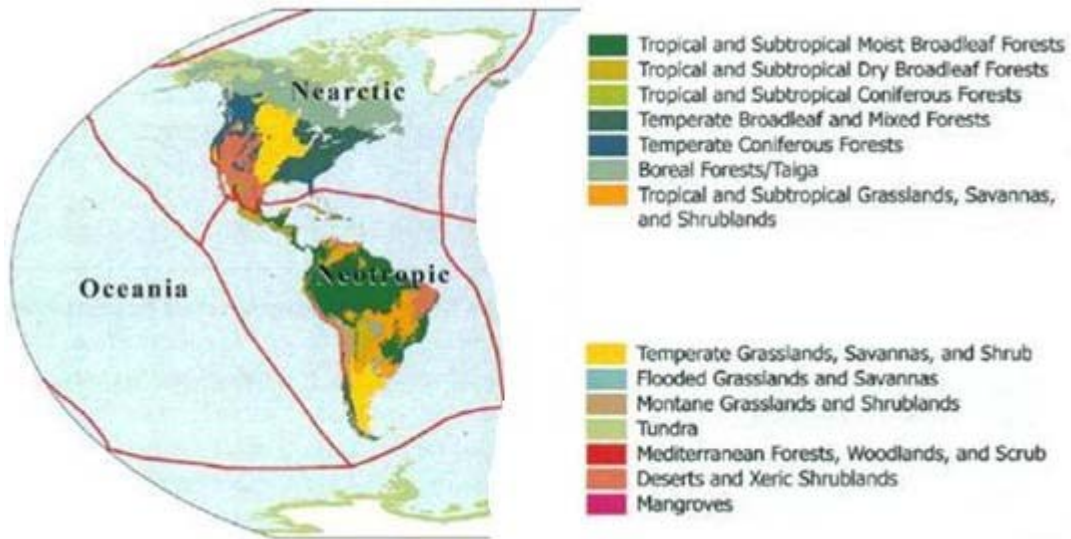 Nearctic
Oceania
Neotropic
Tropical and Subtropical Moist Broadleaf Forests
Tropical and Subtropical Dry Broadleaf Forests
Tropical and Subtropical Coniferous Forests
Temperate Broadleaf and Mixed Forests
Temperate Coniferous Forests
Boreal Forests/Taiga
Tropical and Subtropical Grasslands, Savannas,
and Shrublands
Temperate Grasslands, Savannas, and Shrub
Flooded Grasslands and Savannas
Montane Grasslands and Shrublands
Tundra
Mediterranean Forests, Woodlands, and Scrub
Deserts and Xeric Shrublands
Mangroves